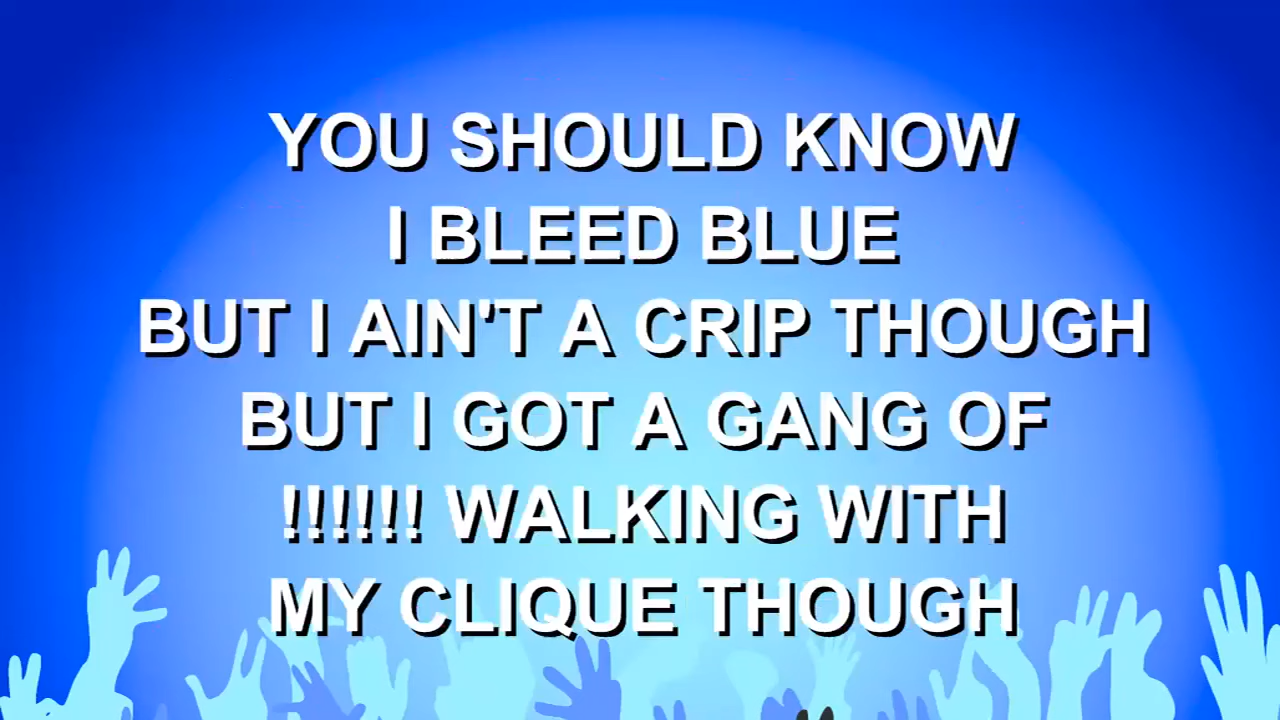 YOU SHOULD KNOW
I BLEED BLUE
BUT I AIN'T A CRIP THOUGH
BUT I GOT A GANG OF
!!!!!! WALKING WITH
MY CLIQUE THOUGH